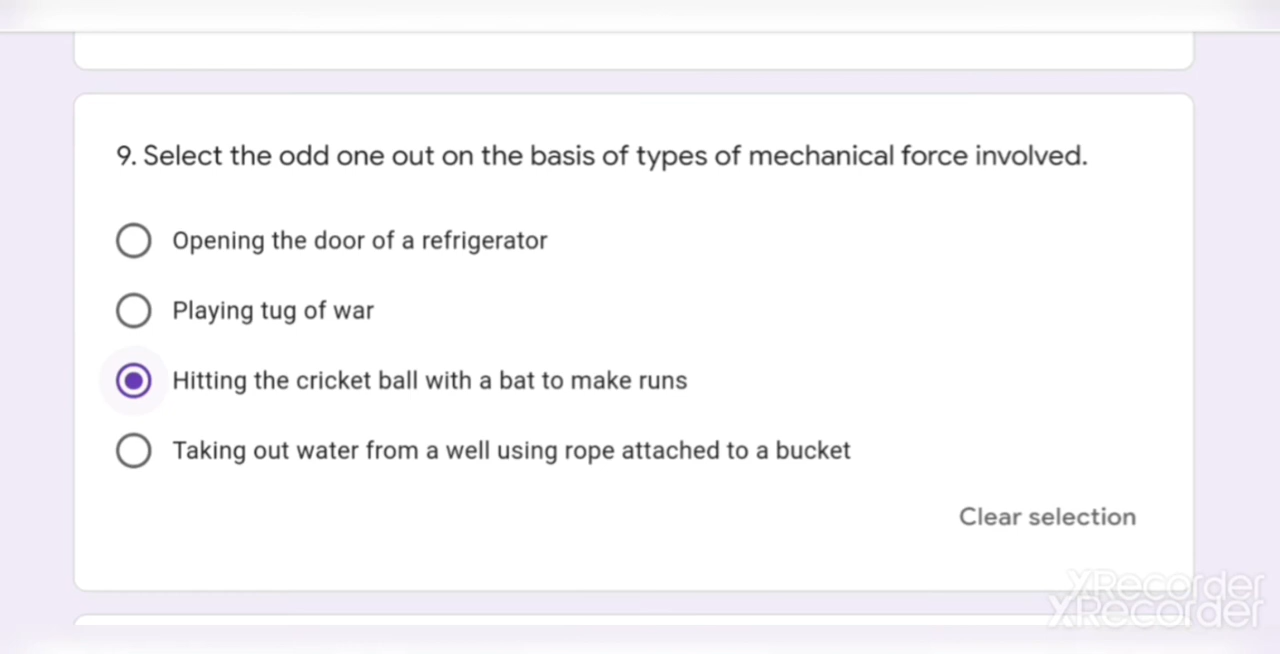 9. Select the odd one out on the basis of types of mechanical force involved.
Opening the door of a refrigerator
Playing tug of war
Hitting the cricket ball with a bat to make runs
Taking out water from a well using rope attached to a bucket
Clear selection
XRecorder
XRecorder